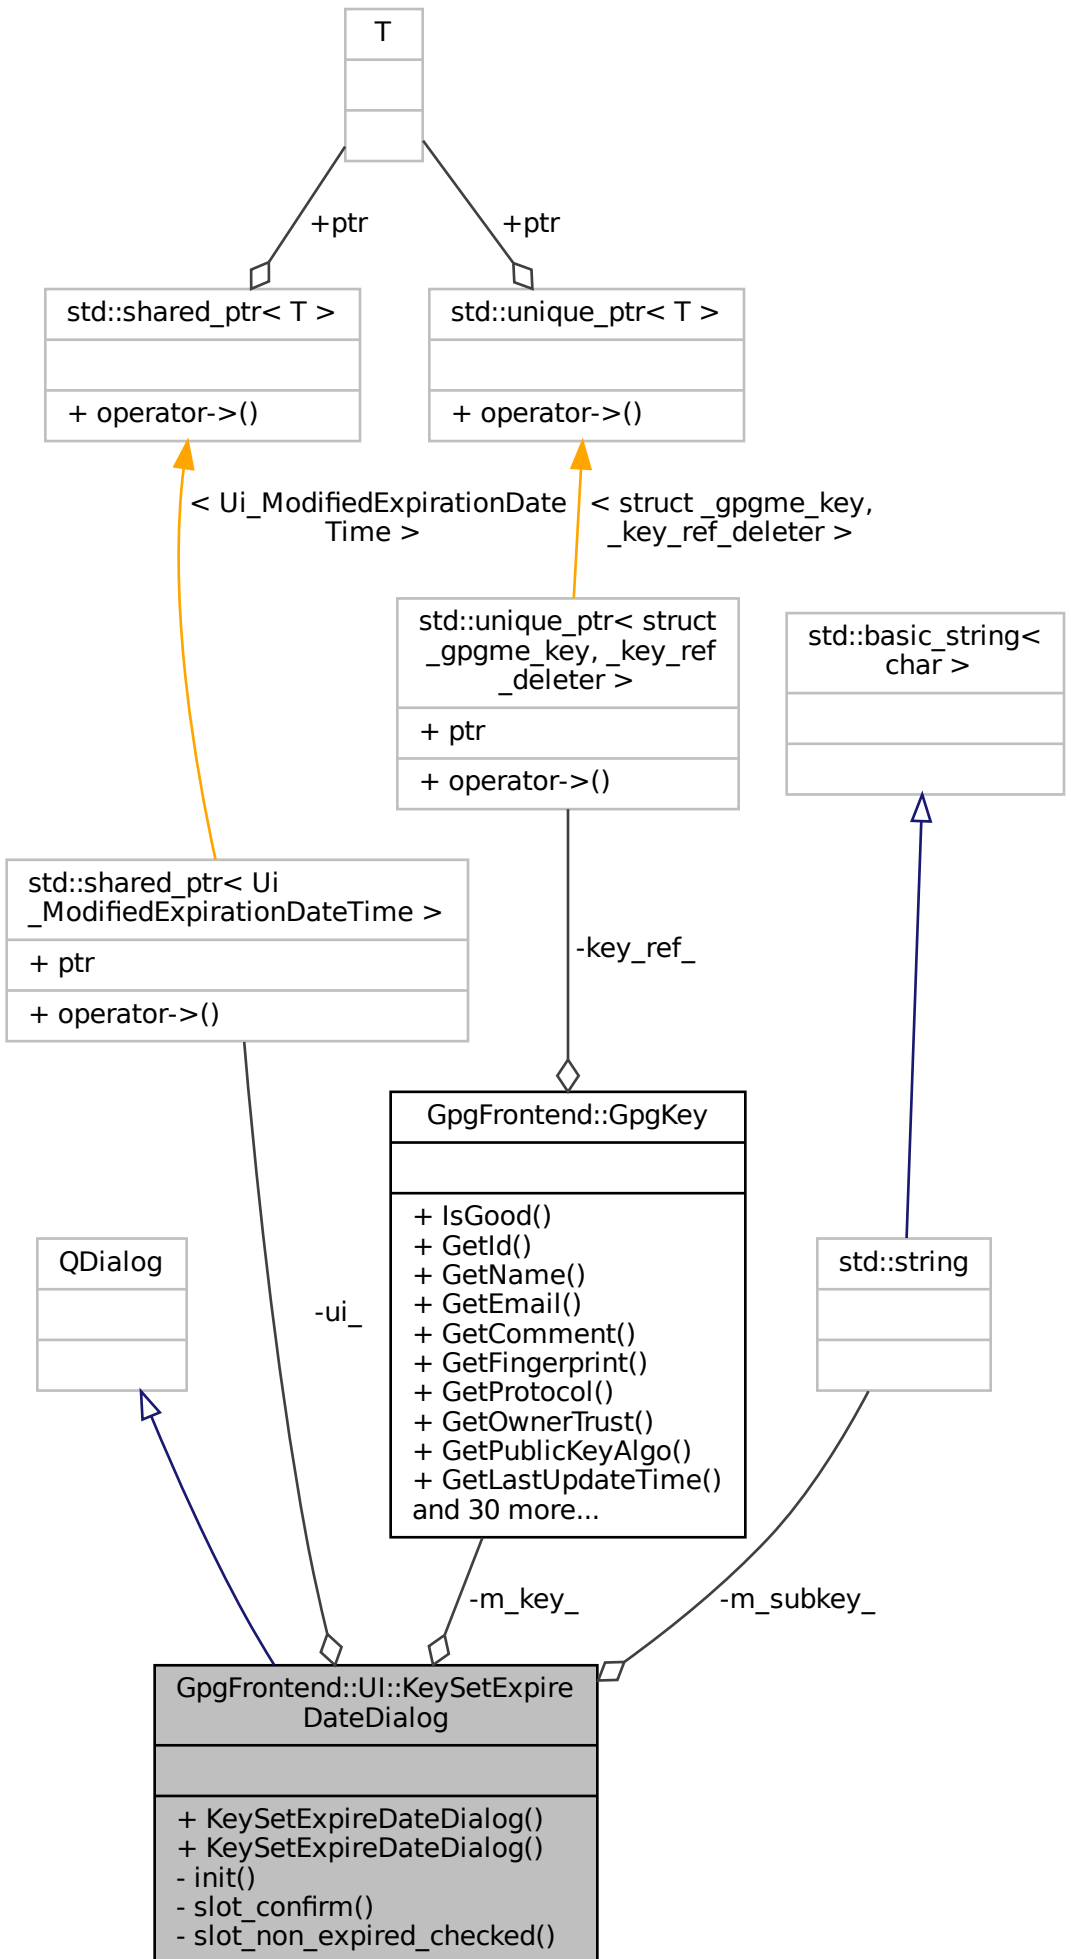 T
+ptr
+ptr
std::shared_ptr< T >
+ operator->()
std::unique_ptr< T >
+ operator->()
< Ui_ModifiedExpirationDate
Time >
< struct _gpgme_key,
_key_ref_deleter >
std::unique_ptr< struct
_gpgme_key, _key_ref
_deleter >
+ ptr
+ operator->()
std::basic_string<
char >
std::shared_ptr< Ui
_ModifiedExpirationDateTime >
+ ptr
+ operator->()
-key_ref_
GpgFrontend::GpgKey
+ IsGood()
+ GetId()
+ GetName()
+ GetEmail()
+ GetComment()
+ GetFingerprint()
+ GetProtocol()
+ GetOwnerTrust()
+ GetPublicKeyAlgo()
+ GetLastUpdateTime()
and 30 more...
QDialog
-ui_
std::string
-m_key_
-m_subkey_
GpgFrontend::UI::KeySetExpire
DateDialog
+ KeySetExpireDateDialog()
+ KeySetExpireDateDialog()
- init()
- slot_confirm()
- slot_non_expired_checked()